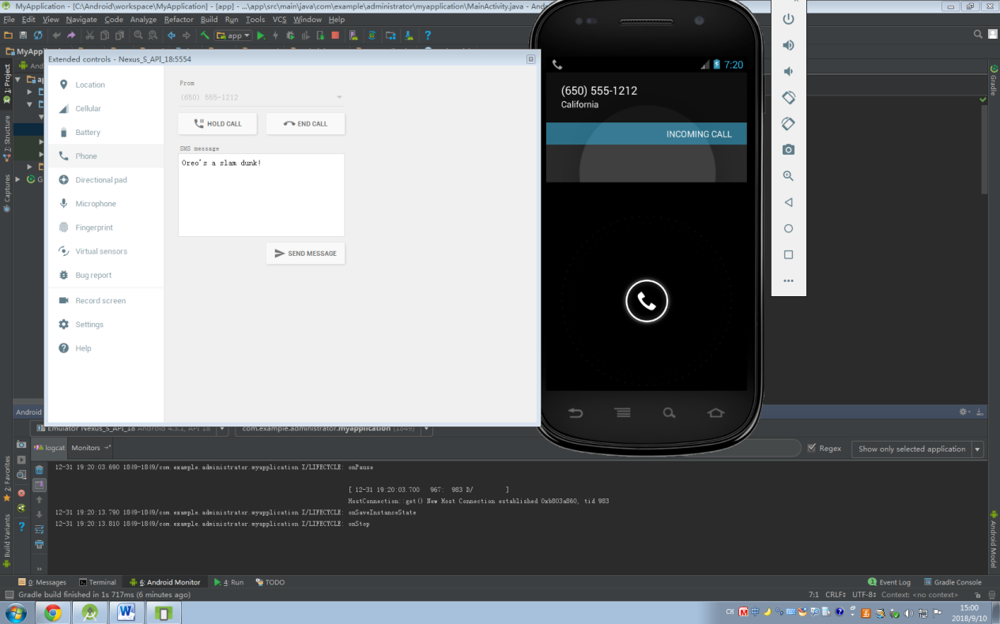 MyApplication - [C:\Android\workspace\MyApplication] - [app] - ...\app\src\main\java\com\example\administrator\myapplication\MainActivity.java - And
File Edit View Navigate Code Analyze Refactor Build Run Tools VCS Window Help
app
MyApp
Extended controls - Nexus_S_API_18:5554
1: Project
7: Structure
Captures
2: Favorites
Build Variants
Location
Cellular
Battery
Phone
Directional pad
Microphone
Fingerprint
Virtual sensors
Bug report
Record screen
Settings
Help
From
(650) 555-1212
HOLD CALL
END CALL
SMS message
Oreo's a slam dunk!
SEND MESSAGE
7:20
(650) 555-1212
California
INCOMING CALL
Gradle
Android Model
Android
Emulator Nexus_S_API_18 Android 4.3.1, API 18
com.example.administrator.myapplication (1849)
logcat
Monitors
Regex
Show only selected application
12-31 19:20:03.690 1849-1849/com.example.administrator.myapplication I/LIFECYCLE: onPause
[ 12-31 19:20:03.700 967: 983 D/ ]
HostConnection::get() New Host Connection established 0xb803a860, tid 983
12-31 19:20:13.790 1849-1849/com.example.administrator.myapplication I/LIFECYCLE: onSaveInstanceState
12-31 19:20:13.810 1849-1849/com.example.administrator.myapplication I/LIFECYCLE: onStop
0: Messages
Terminal
6: Android Monitor
4: Run
TODO
Event Log
Gradle Console
Gradle build finished in 1s 717ms (6 minutes ago)
7:1 CRLF UTF-8 Context: <no context>
CH
15:00
2018/9/10